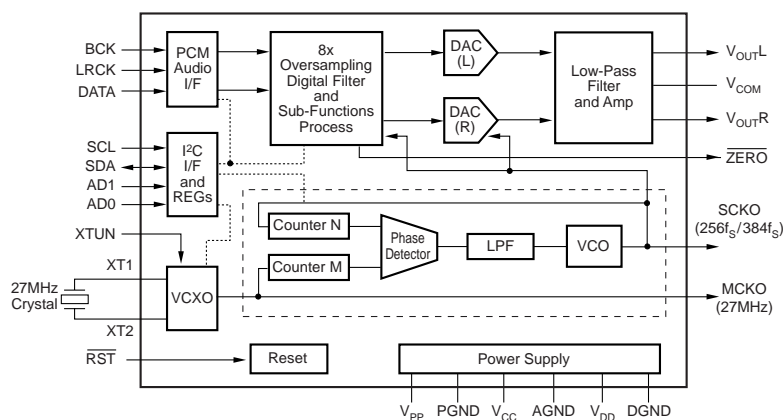 BCK
LRCK
DATA
PCM
Audio
I/F
8x
Oversampling
Digital Filter
and
Sub-Functions
Process
DAC
(L)
DAC
(R)
Low-Pass
Filter
and Amp
VOUTL
VCOM
VOUTR
ZERO
SCL
SDA
AD1
AD0
I²C
I/F
and
REGs
XTUN
XT1
27MHz
Crystal
XT2
VCXO
Counter N
Counter M
Phase
Detector
LPF
VCO
SCKO
(256fS/384fS)
MCKO
(27MHz)
RST
Reset
Power Supply
VPP PGND VCC AGND VDD DGND